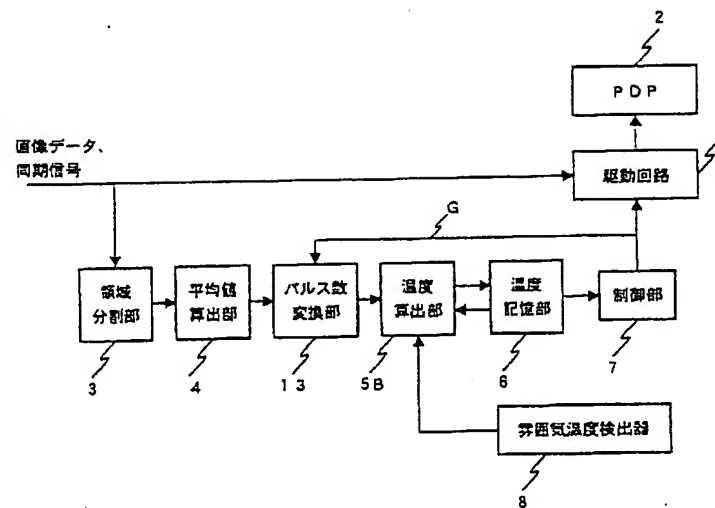 2
PDP
画像データ、
同期信号
駆動回路
G
領域
分割部
平均値
算出部
パルス数
変換部
温度
算出部
温度
記憶部
制御部
3
4
13
5B
6
7
雰囲気温度検出器
8